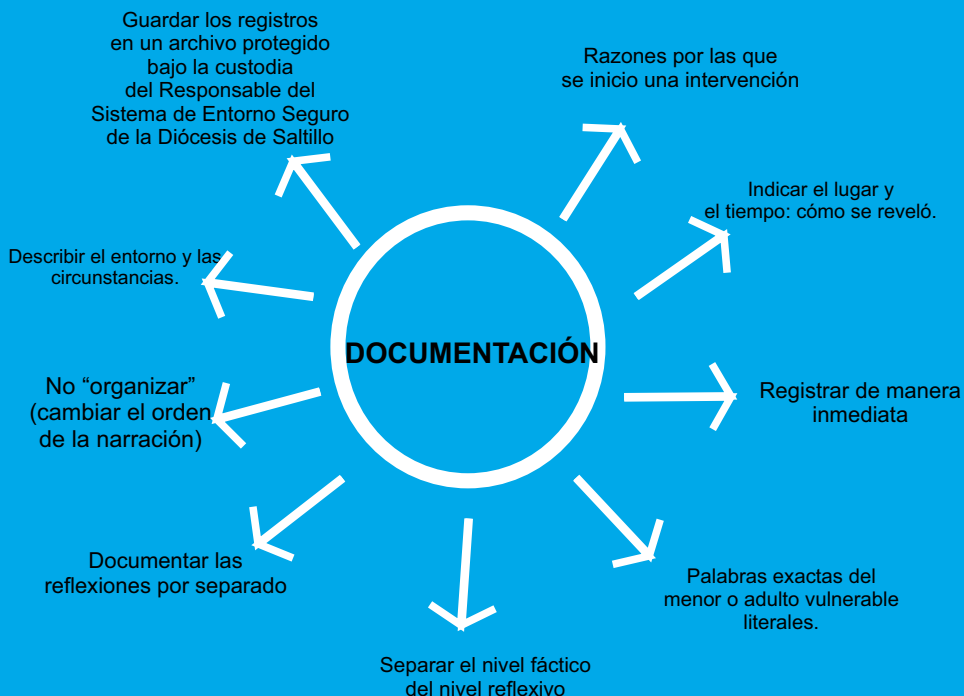 Guardar los registros
en un archivo protegido
bajo la custodia
del Responsable del
Sistema de Entorno Seguro
de la Diócesis de Saltillo
Razones por las que
se inicio una intervención
Indicar el lugar y
el tiempo: cómo se reveló.
Describir el entorno y las
circunstancias.
DOCUMENTACIÓN
No “organizar”
(cambiar el orden
de la narración)
Registrar de manera
inmediata
Documentar las
reflexiones por separado
Palabras exactas del
menor o adulto vulnerable
literales.
Separar el nivel fáctico
del nivel reflexivo